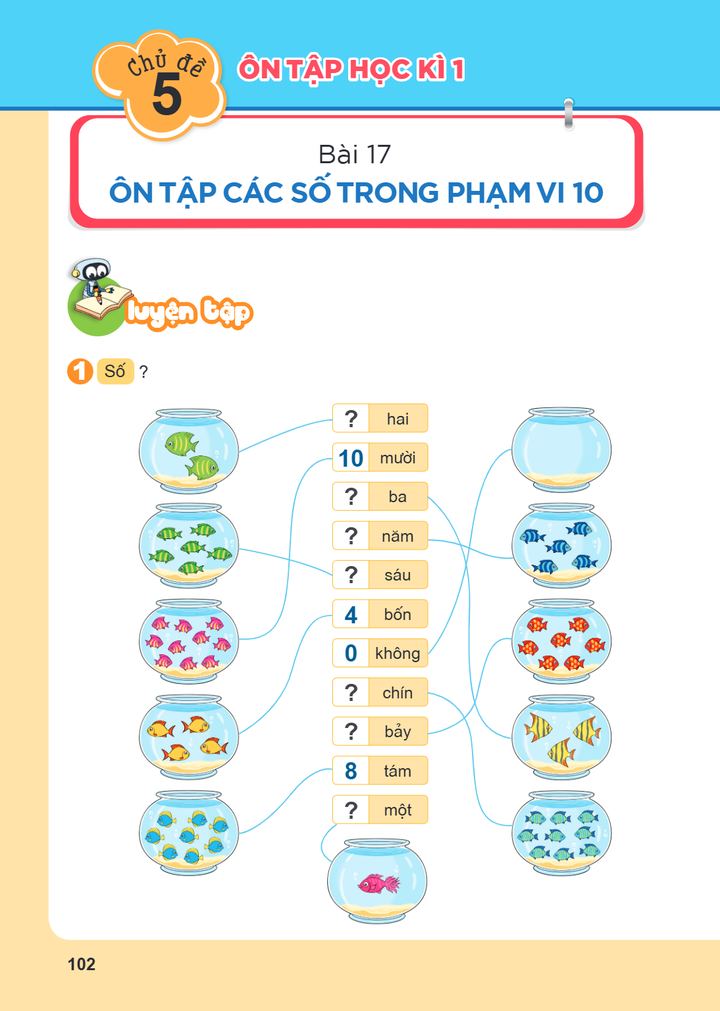 Chủ đề
5
ÔN TẬP HỌC KÌ 1
Bài 17
ÔN TẬP CÁC SỐ TRONG PHẠM VI 10
luyện tập
1 Số ?
? hai
10 mười
? ba
? năm
? sáu
4 bốn
0 không
? chín
? bảy
8 tám
? một
102